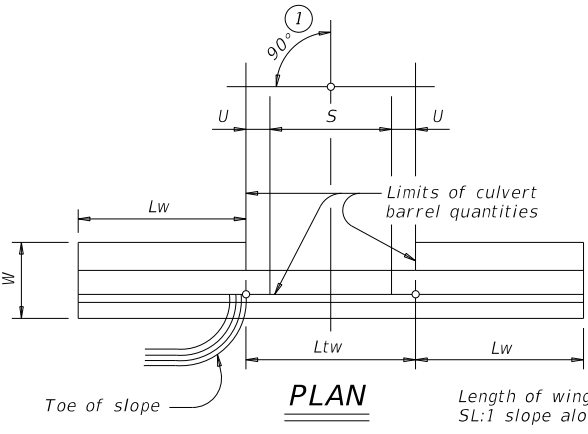 1
90°
U
S
U
Limits of culvert
barrel quantities
Lw
W
Ltw
Lw
PLAN
Toe of slope
Length of wing
SL:1 slope alo